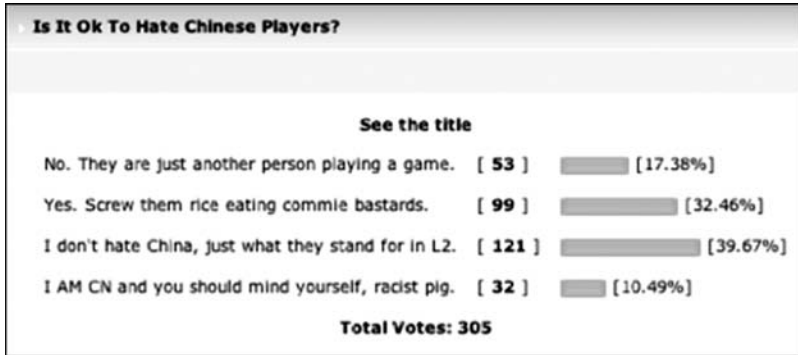 Is It Ok To Hate Chinese Players?
See the title
No. They are just another person playing a game. [ 53 ] [17.38%]
Yes. Screw them rice eating commie bastards. [ 99 ] [32.46%]
I don't hate China, just what they stand for in L2. [ 121 ] [39.67%]
I AM CN and you should mind yourself, racist pig. [ 32 ] [10.49%]
Total Votes: 305